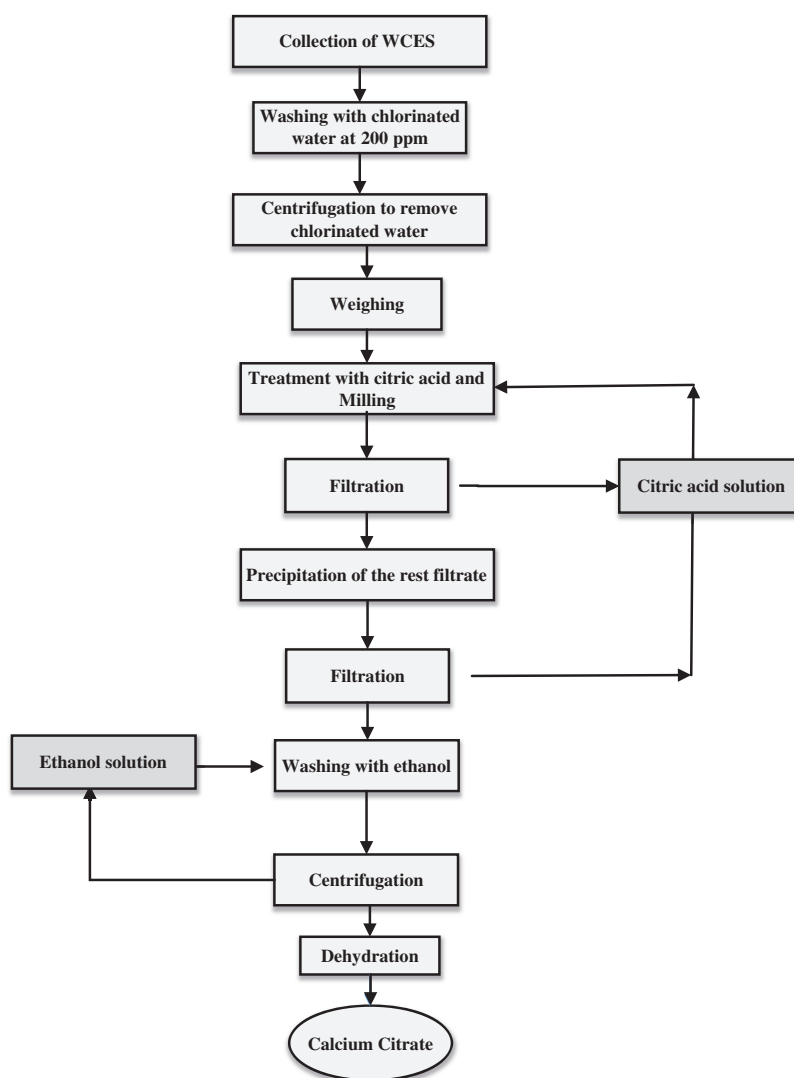 Collection of WCES
Washing with chlorinated
water at 200 ppm
Centrifugation to remove
chlorinated water
Weighing
Treatment with citric acid and
Milling
Filtration
Citric acid solution
Precipitation of the rest filtrate
Filtration
Ethanol solution
Washing with ethanol
Centrifugation
Dehydration
Calcium Citrate